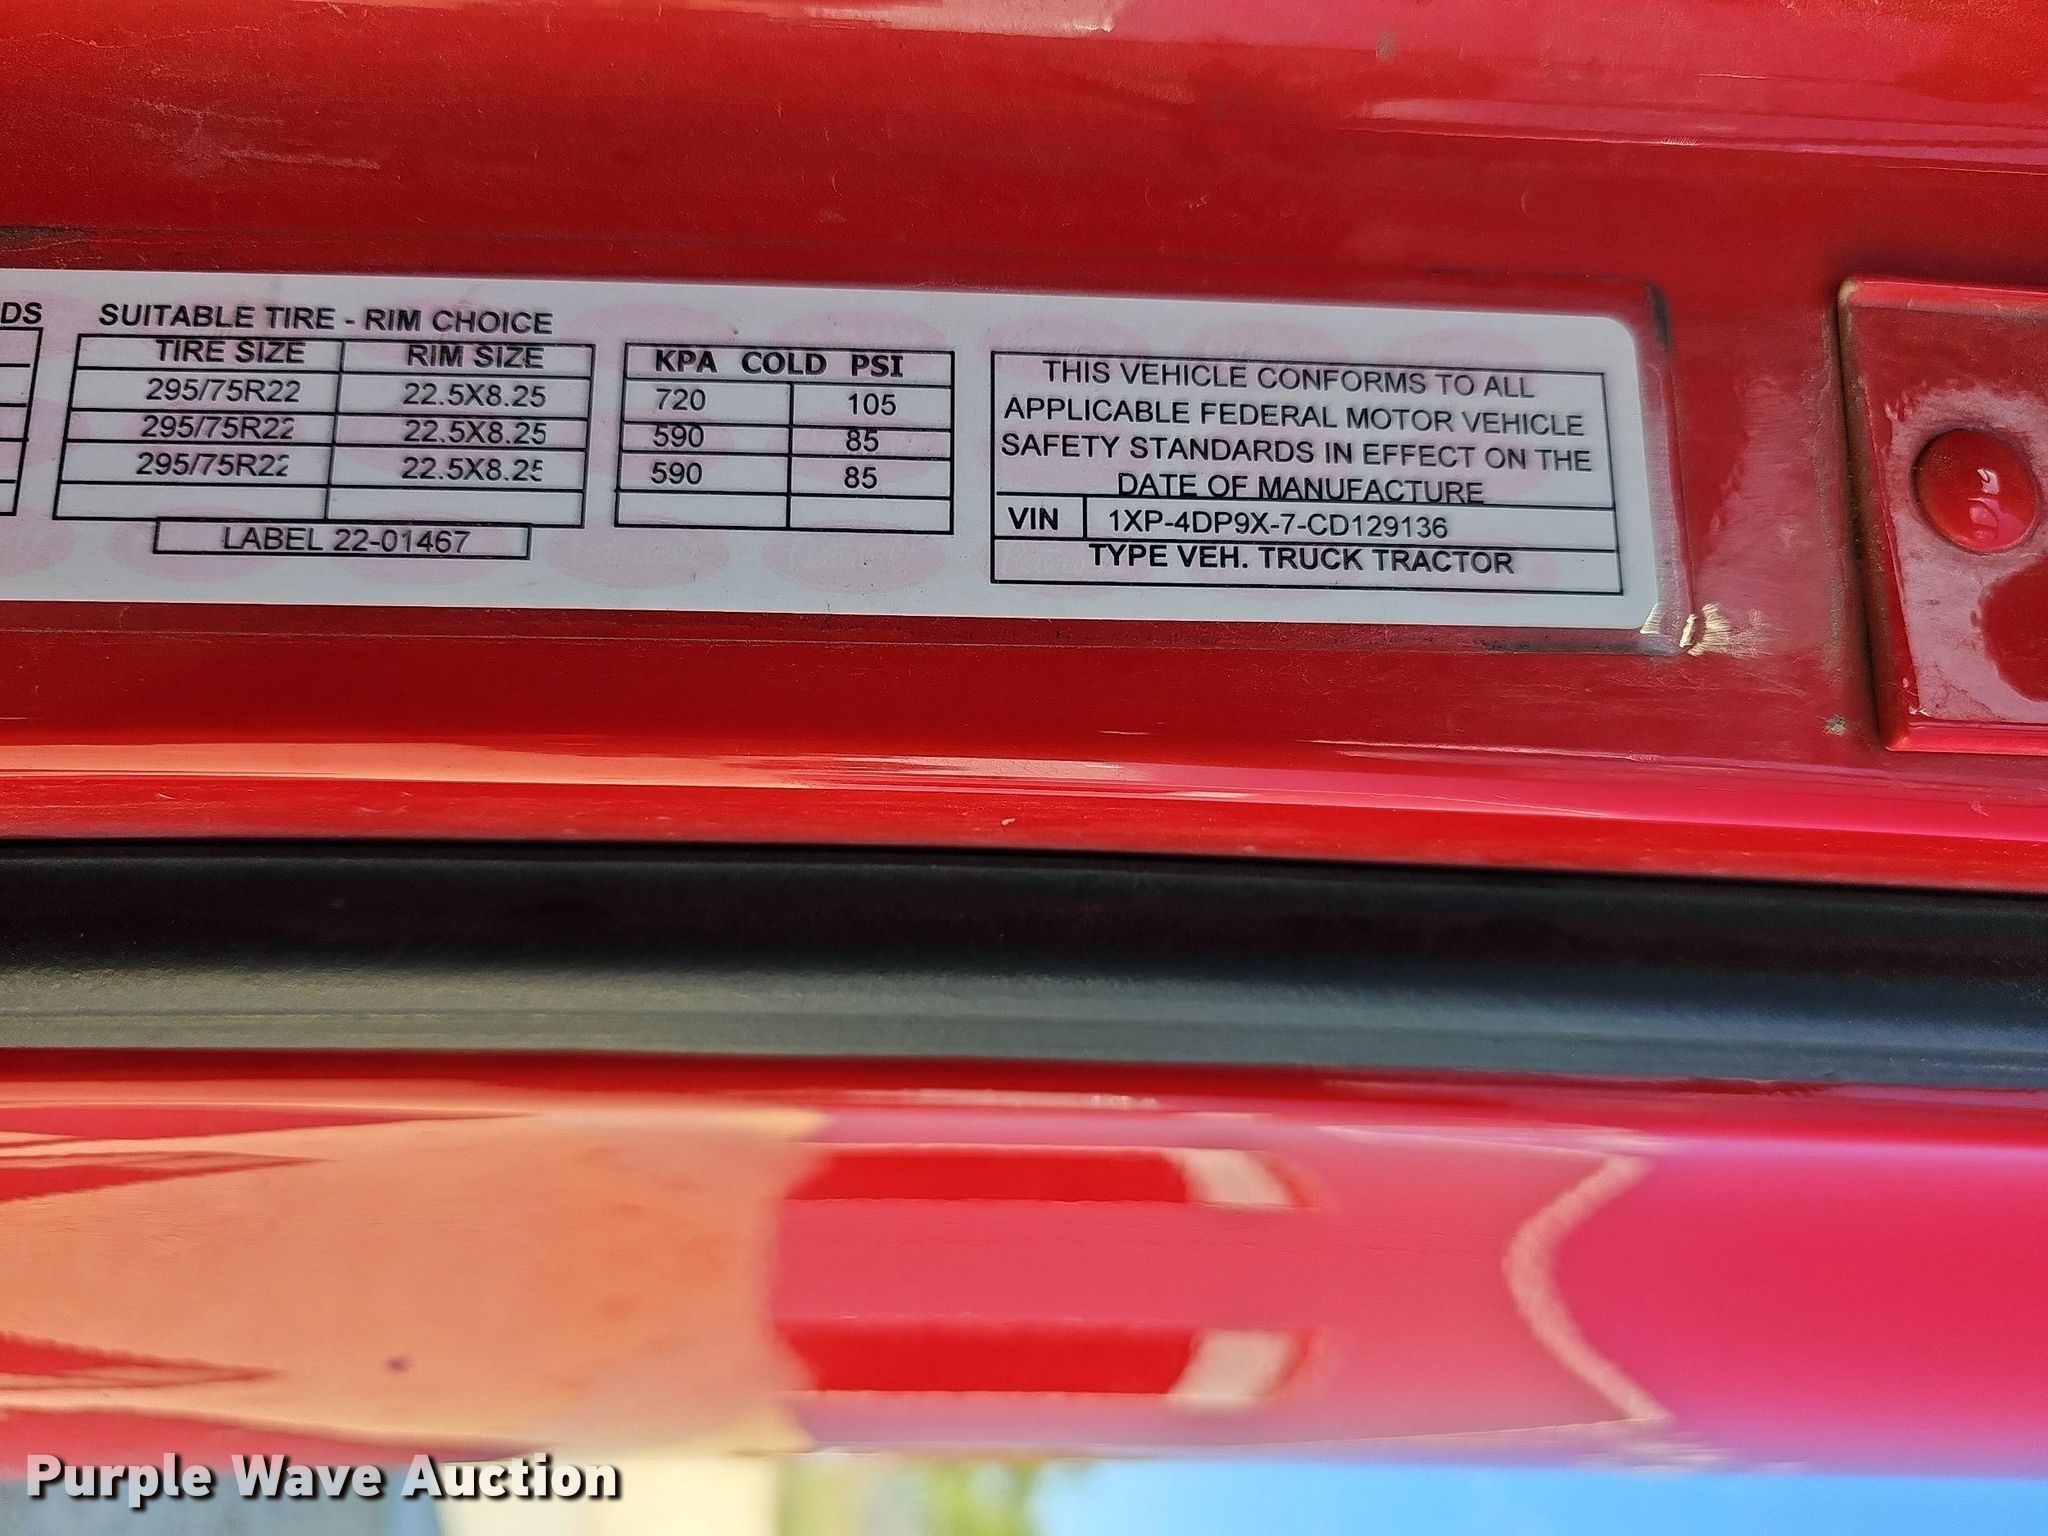 DS
SUITABLE TIRE - RIM CHOICE
TIRE SIZE RIM SIZE
295/75R22 22.5X8.25
295/75R22 22.5X8.25
295/75R22 22.5X8.25
LABEL 22-01467
KPA COLD PSI
720 105
590 85
590 85
THIS VEHICLE CONFORMS TO ALL
APPLICABLE FEDERAL MOTOR VEHICLE
SAFETY STANDARDS IN EFFECT ON THE
DATE OF MANUFACTURE
VIN 1XP-4DP9X-7-CD129136
TYPE VEH. TRUCK TRACTOR
Purple Wave Auction